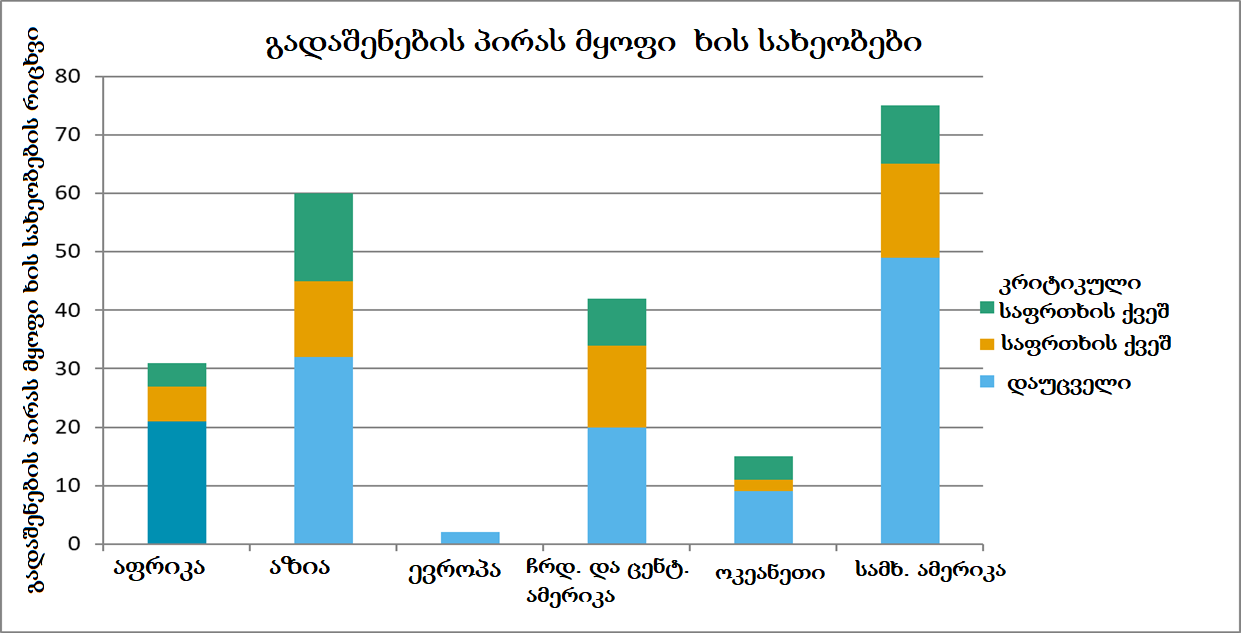 გადაშენების პირას მყოფი ხის სახეობები
გადაშენების პირას მყოფი ხის სახეობების რიცხვი
80
70
60
50
40
30
20
10
0
აფრიკა
აზია
ევროპა
ჩრდ. და ცენტ.
ამერიკა
ოკეანეთი
სამხ. ამერიკა
კრიტიკული
საფრთხის ქვეშ
საფრთხის ქვეშ
დაუცველი